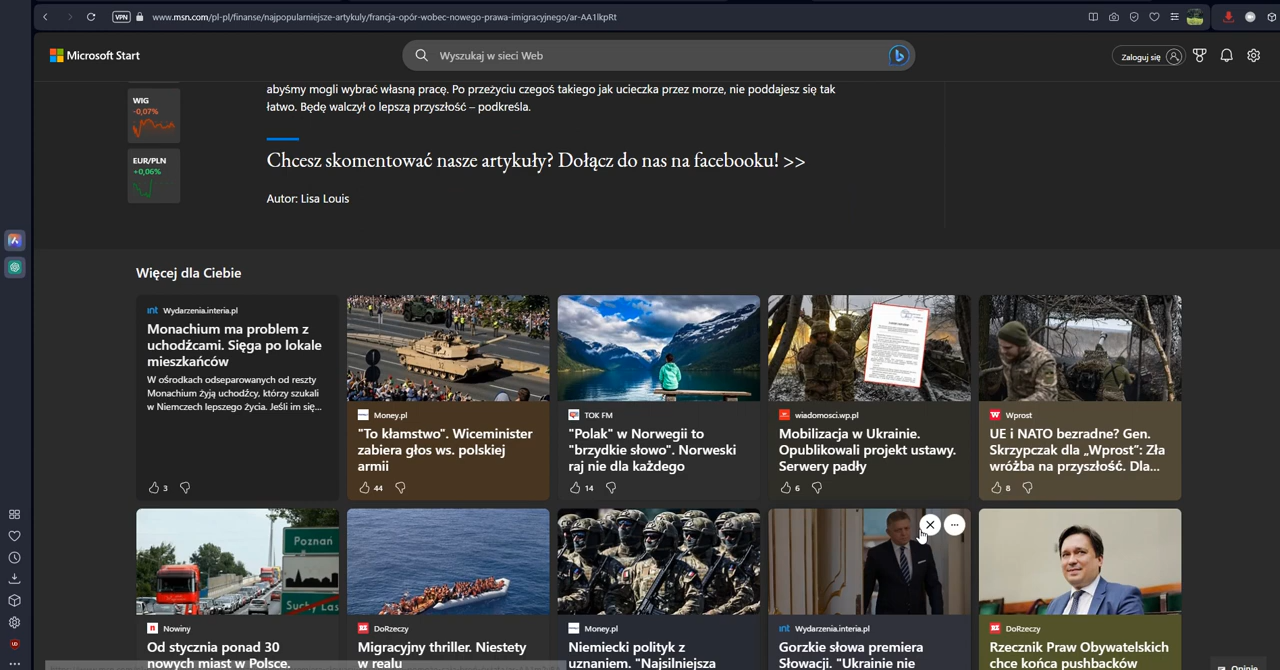 VPN www.msn.com/pl-pl/finanse/najpopularniejsze-artykuly/francja-opór-wobec-nowego-prawa-imigracyjnego/ar-AA1lkpRt
Microsoft Start
Wyszukaj w sieci Web
Zaloguj się
WIG
-0,07%
EUR/PLN
+0,06%
abyśmy mogli wybrać własną pracę. Po przeżyciu czegoś takiego jak ucieczka przez morze, nie poddajesz się tak
łatwo. Będę walczył o lepszą przyszłość – podkreśla.
Chcesz skomentować nasze artykuły? Dołącz do nas na facebooku! >>
Autor: Lisa Louis
Więcej dla Ciebie
int Wydarzenia.interia.pl
Monachium ma problem z
uchodźcami. Sięga po lokale
mieszkańców
W ośrodkach odseparowanych od reszty
Monachium żyją uchodźcy, którzy szukali
w Niemczech lepszego życia. Jeśli im się...
3
Money.pl
"To kłamstwo". Wiceminister
zabiera głos ws. polskiej
armii
44
TOK FM
"Polak" w Norwegii to
"brzydkie słowo". Norweski
raj nie dla każdego
14
wiadomosci.wp.pl
Mobilizacja w Ukrainie.
Opublikowali projekt ustawy.
Serwery padły
6
W Wprost
UE i NATO bezradne? Gen.
Skrzypczak dla „Wprost”: Zła
wróżba na przyszłość. Dla...
8
Poznań
Suchy Las
n Nowiny
Od stycznia ponad 30
nowych miast w Polsce.
DoRzeczy
Migracyjny thriller. Niestety
w realu
Money.pl
Niemiecki polityk z
uznaniem. "Najsilniejsza
int Wydarzenia.interia.pl
Gorzkie słowa premiera
Słowacji. "Ukrainie nie
DoRzeczy
Rzecznik Praw Obywatelskich
chce końca pushbacków
Opinie